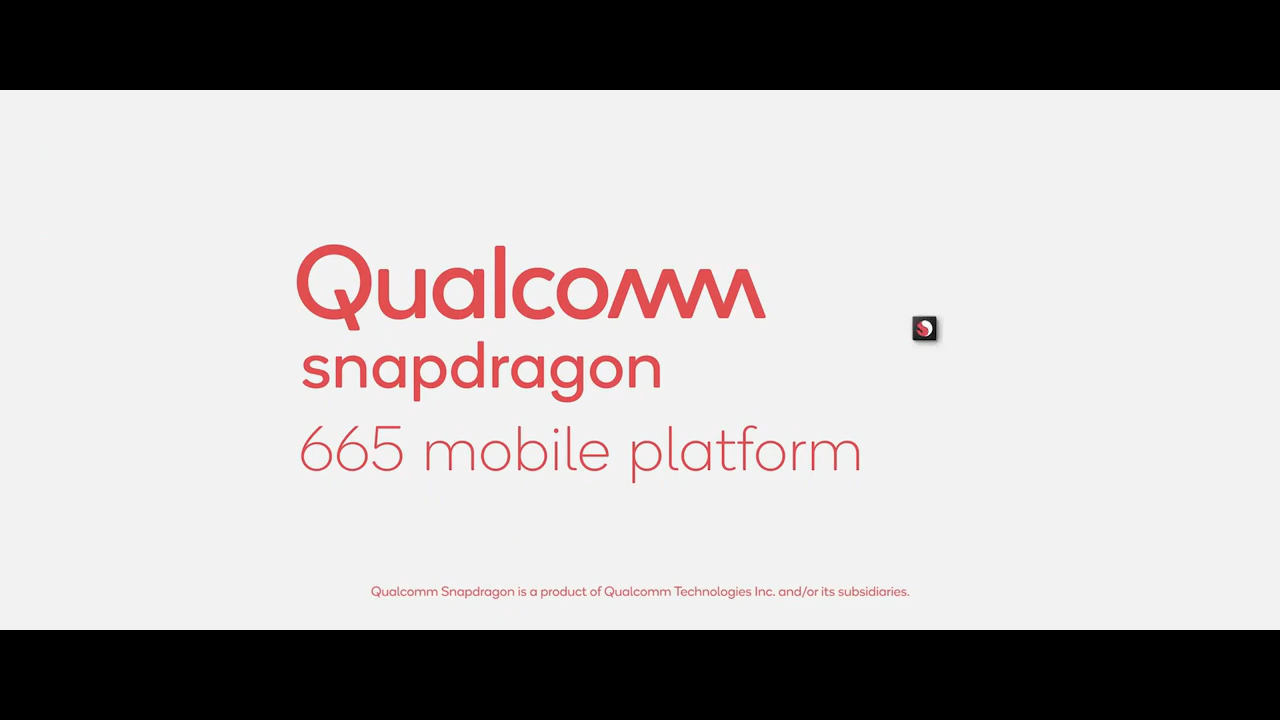 Qualcomm
snapdragon
665 mobile platform
Qualcomm Snapdragon is a product of Qualcomm Technologies Inc. and/or its subsidiaries.